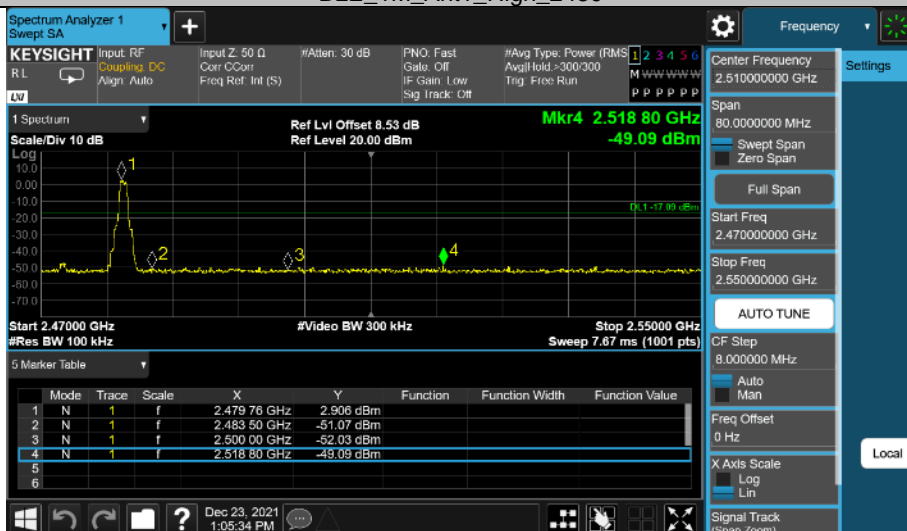 Spectrum Analyzer 1
Swept SA
Frequency
KEYSIGHT
Input: RF
Coupling: DC
Align: Auto
Input Z: 50 Ω
Corr CCorr
Freq Ref: Int (S)
#Atten: 30 dB
PNO: Fast
Gate: Off
IF Gain: Low
Sig Track: Off
#Avg Type: Power (RMS
Avg|Hold:>300/300
Trig: Free Run
1 2 3 4 5 6
M W W W W W
P P P P P P
R L
LXI
1 Spectrum
Scale/Div 10 dB
Ref Lvl Offset 8.53 dB
Ref Level 20.00 dBm
Mkr4 2.518 80 GHz
-49.09 dBm
Log
10.0
0.00
-10.0
-20.0
-30.0
-40.0
-50.0
-60.0
-70.0
1
2
3
4
DL1 -17.09 dBm
Start 2.47000 GHz
#Res BW 100 kHz
#Video BW 300 kHz
Stop 2.55000 GHz
Sweep 7.67 ms (1001 pts)
5 Marker Table
Mode Trace Scale X Y Function Function Width Function Value
1 N 1 f 2.479 76 GHz 2.906 dBm
2 N 1 f 2.483 50 GHz -51.07 dBm
3 N 1 f 2.500 00 GHz -52.03 dBm
4 N 1 f 2.518 80 GHz -49.09 dBm
5
6
Dec 23, 2021
1:05:34 PM
Center Frequency
2.510000000 GHz
Span
80.0000000 MHz
Swept Span
Zero Span
Full Span
Start Freq
2.470000000 GHz
Stop Freq
2.550000000 GHz
AUTO TUNE
CF Step
8.000000 MHz
Auto
Man
Freq Offset
0 Hz
X Axis Scale
Log
Lin
Signal Track
(Span Zoom)
Settings
Local